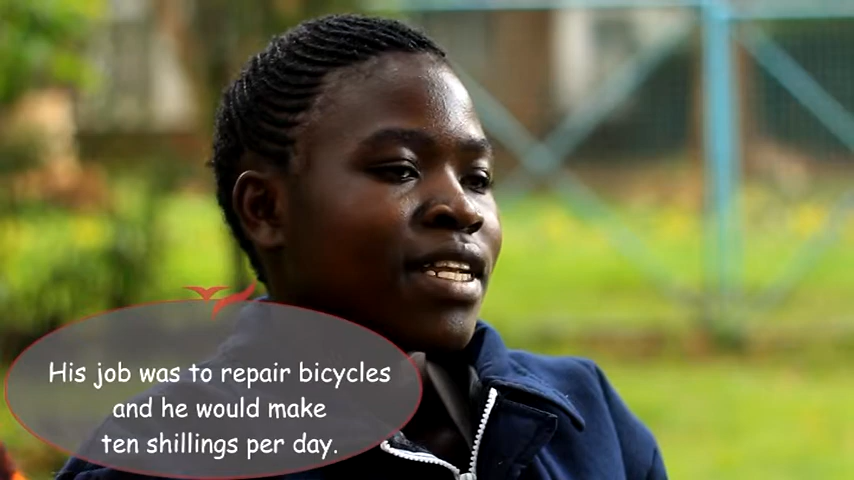 His job was to repair bicycles
and he would make
ten shillings per day.